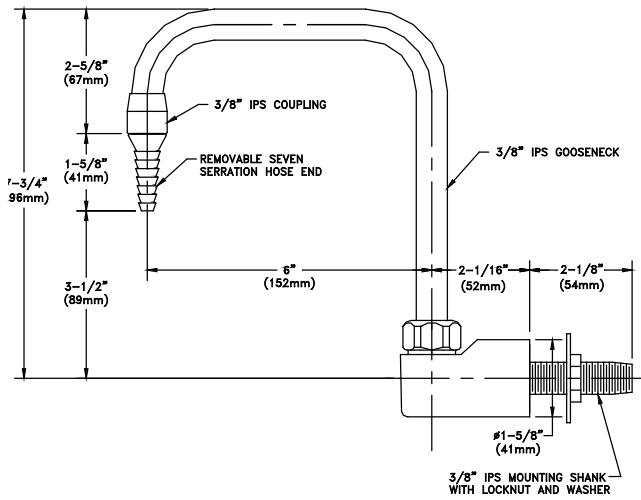 2-5/8"
(67mm)
3/8" IPS COUPLING
1-5/8"
(41mm)
REMOVABLE SEVEN
SERRATION HOSE END
3/8" IPS GOOSENECK
-3/4"
96mm)
6"
(152mm)
2-1/16"
(52mm)
2-1/8"
(54mm)
3-1/2"
(89mm)
ø1-5/8"
(41mm)
3/8" IPS MOUNTING SHANK
WITH LOCKNUT AND WASHER